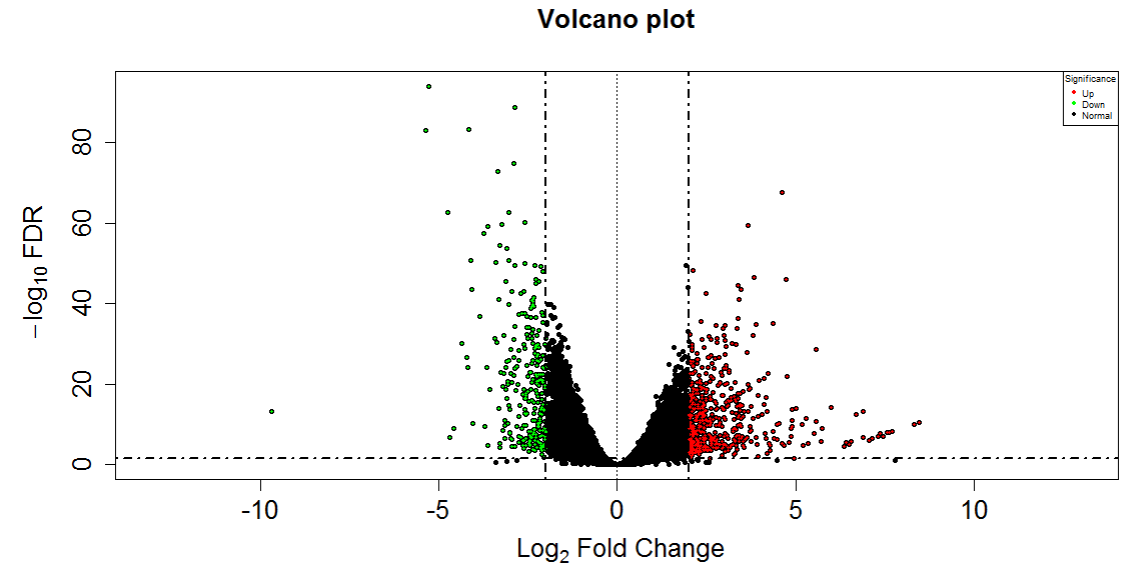 Volcano plot
Significance
Up
Down
Normal
−log10 FDR
80
60
40
20
0
-10 -5 0 5 10
Log2 Fold Change